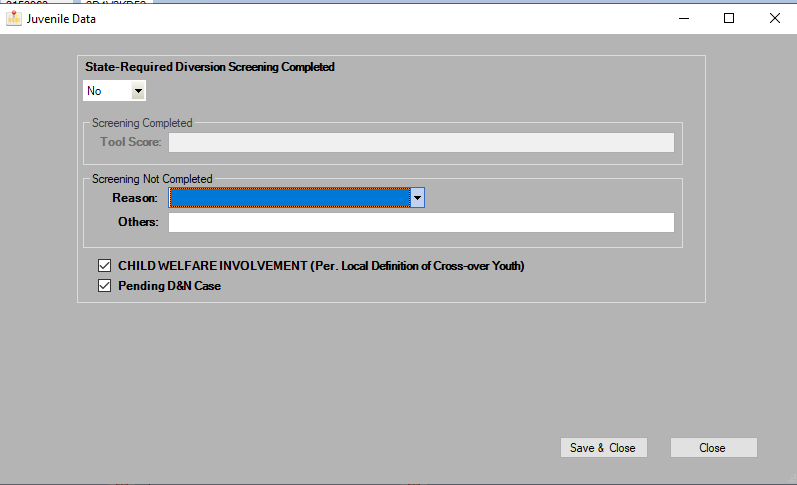 Juvenile Data
State-Required Diversion Screening Completed
No
Screening Completed
Tool Score:
Screening Not Completed
Reason:
Others:
CHILD WELFARE INVOLVEMENT (Per. Local Definition of Cross-over Youth)
Pending D&N Case
Save & Close
Close